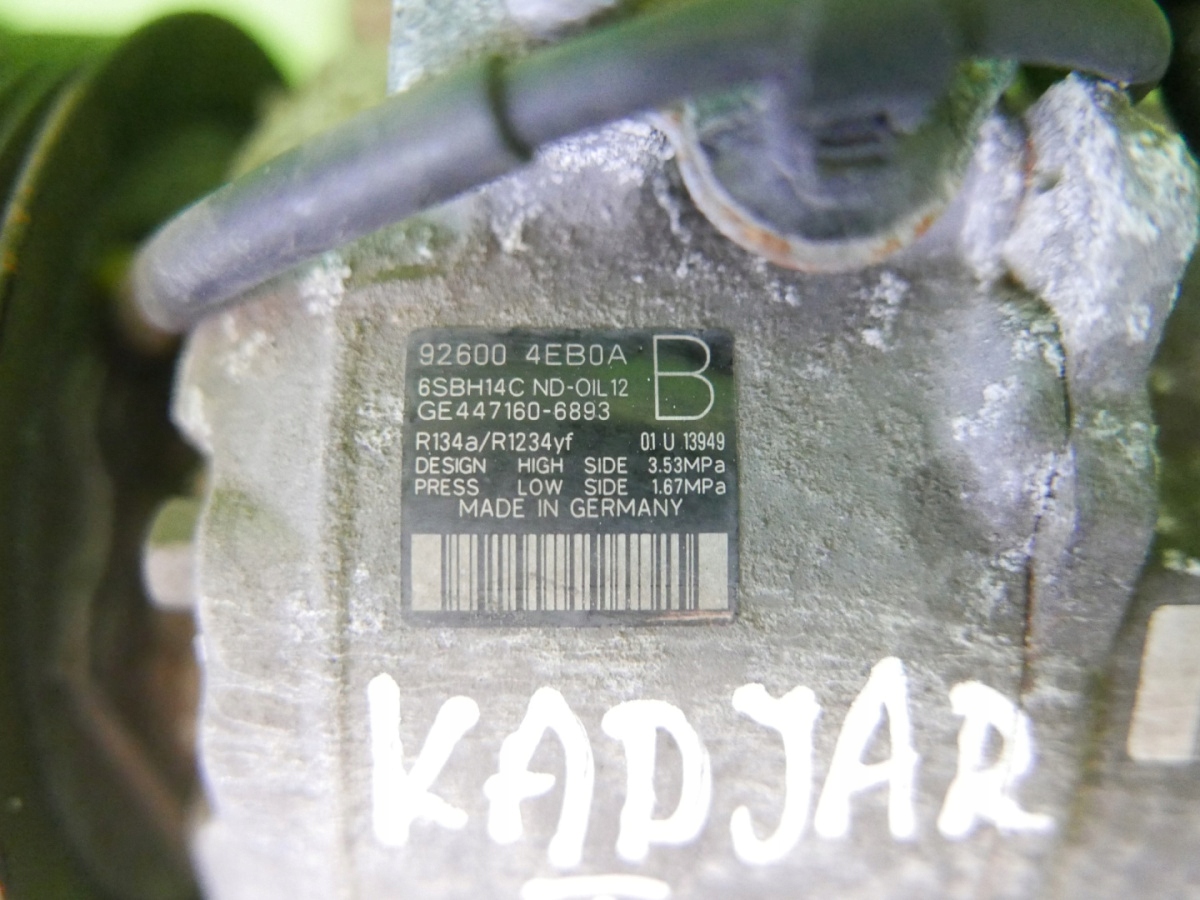 92600 4EB0A
B
6SBH14C ND-OIL12
GE447160-6893
R134a/R1234yf 01 U 13949
DESIGN HIGH SIDE 3.53MPa
PRESS LOW SIDE 1.67MPa
MADE IN GERMANY
KADJAR